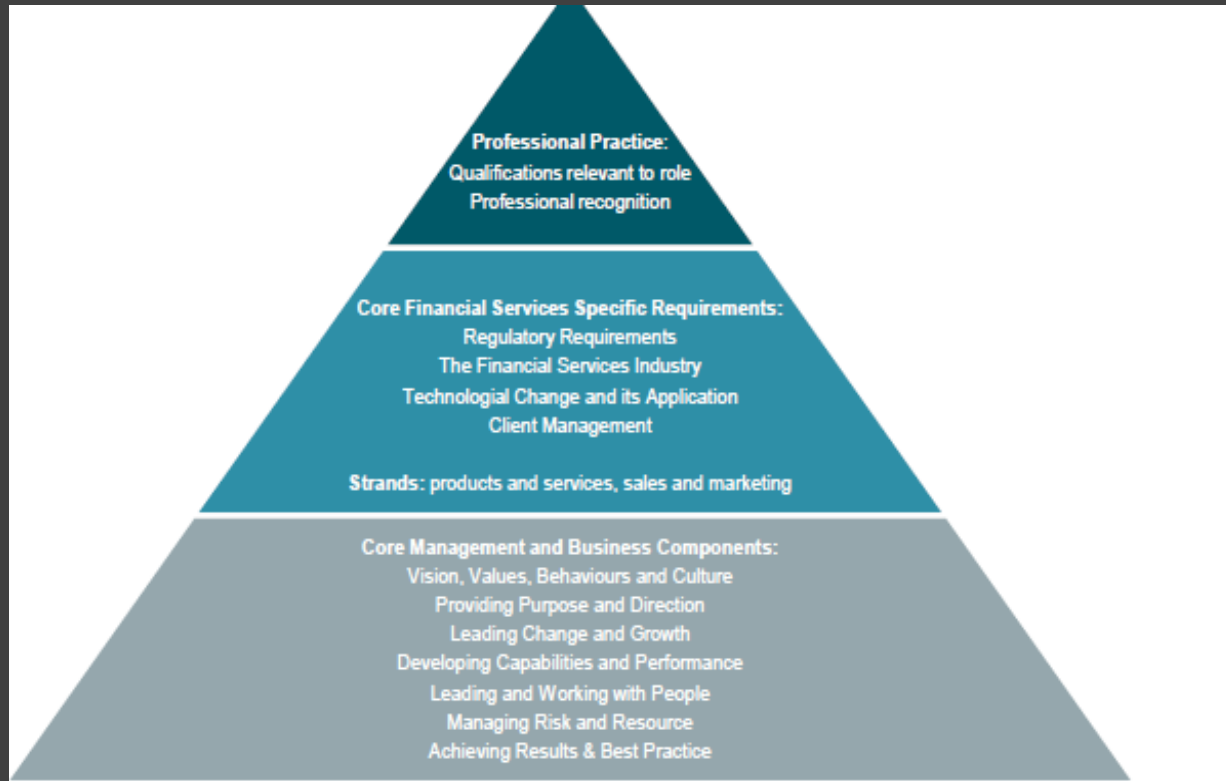 Professional Practice:
Qualifications relevant to role
Professional recognition
Core Financial Services Specific Requirements:
Regulatory Requirements
The Financial Services Industry
Technologial Change and its Application
Client Management
Strands: products and services, sales and marketing
Core Management and Business Components:
Vision, Values, Behaviours and Culture
Providing Purpose and Direction
Leading Change and Growth
Developing Capabilities and Performance
Leading and Working with People
Managing Risk and Resource
Achieving Results & Best Practice